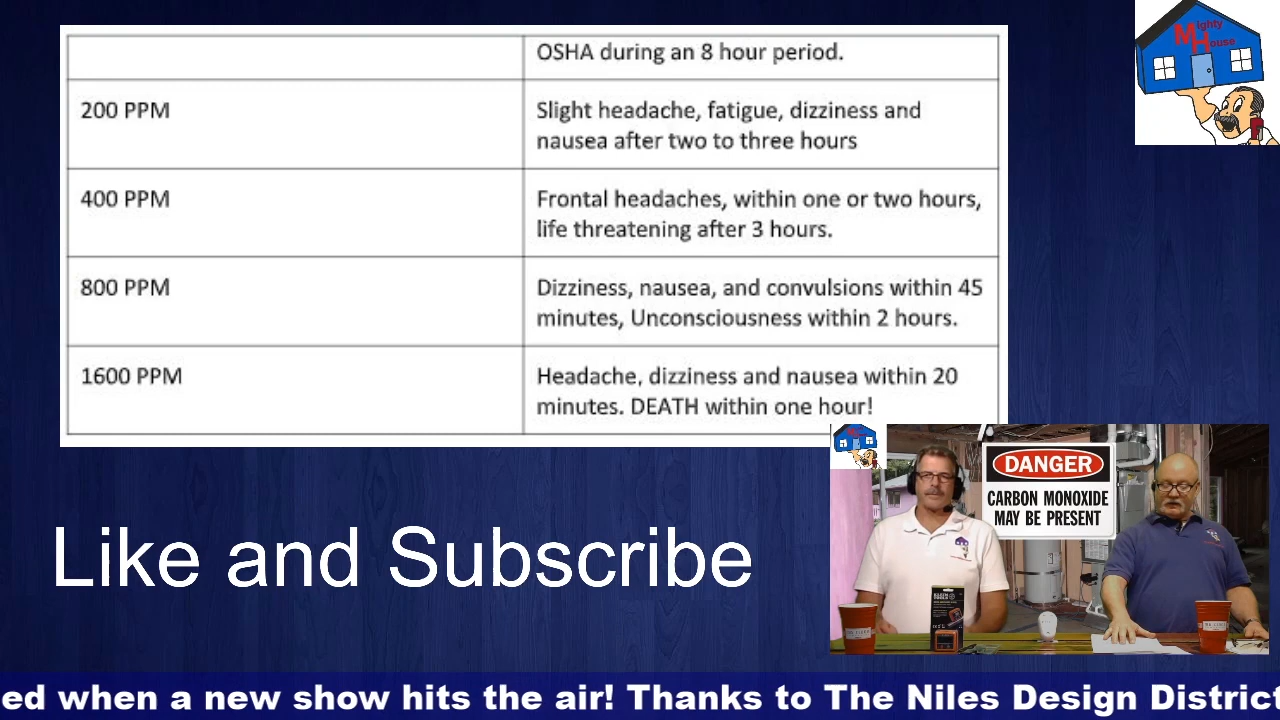 OSHA during an 8 hour period.
200 PPM
Slight headache, fatigue, dizziness and
nausea after two to three hours
400 PPM
Frontal headaches, within one or two hours,
life threatening after 3 hours.
800 PPM
Dizziness, nausea, and convulsions within 45
minutes, Unconsciousness within 2 hours.
1600 PPM
Headache, dizziness and nausea within 20
minutes. DEATH within one hour!
Mighty
House
DANGER
CARBON MONOXIDE
MAY BE PRESENT
KLEIN
TOOLS
Like and Subscribe
ed when a new show hits the air! Thanks to The Niles Design District